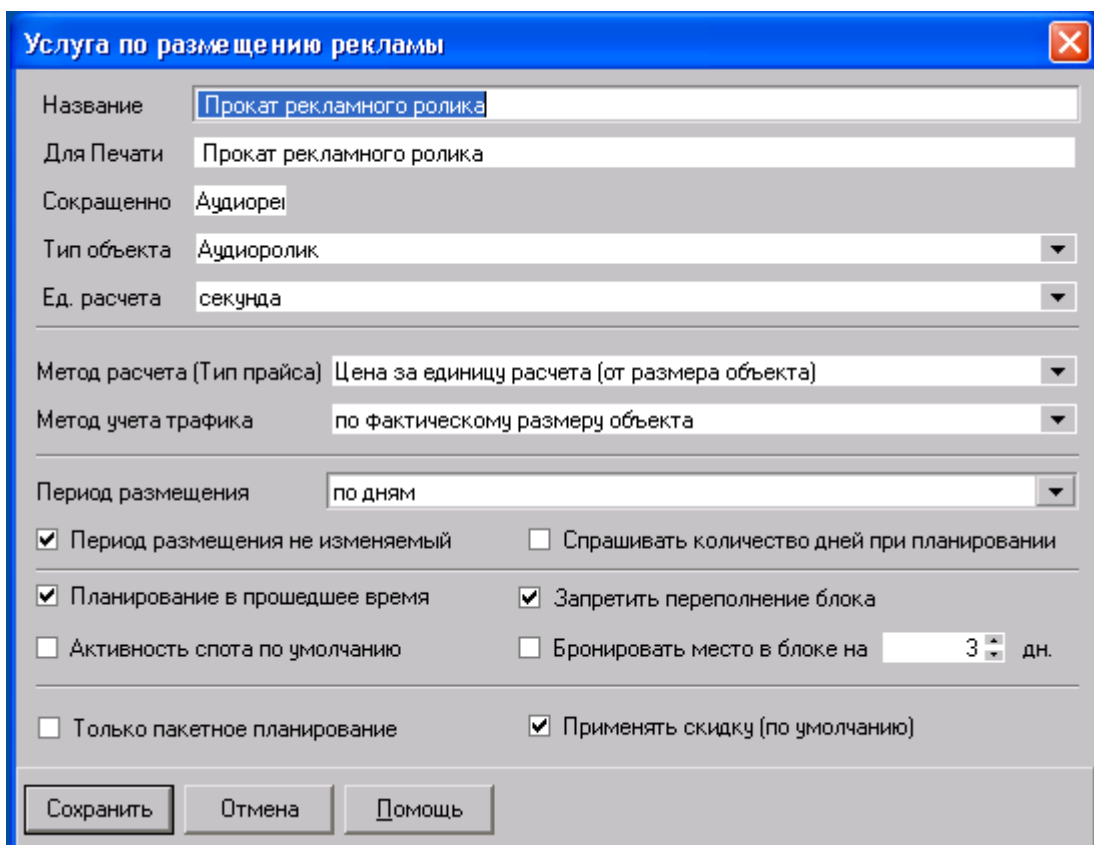 Услуга по размещению рекламы
Название Прокат рекламного ролика
Для Печати Прокат рекламного ролика
Сокращенно Аудиорег
Тип объекта Аудиоролик
Ед. расчета секунда
Метод расчета (Тип прайса) Цена за единицу расчета (от размера объекта)
Метод учета трафика по фактическому размеру объекта
Период размещения по дням
Период размещения не изменяемый Спрашивать количество дней при планировании
Планирование в прошедшее время Запретить переполнение блока
Активность спота по умолчанию Бронировать место в блоке на 3 дн.
Только пакетное планирование Применять скидку (по умолчанию)
Сохранить Отмена Помощь